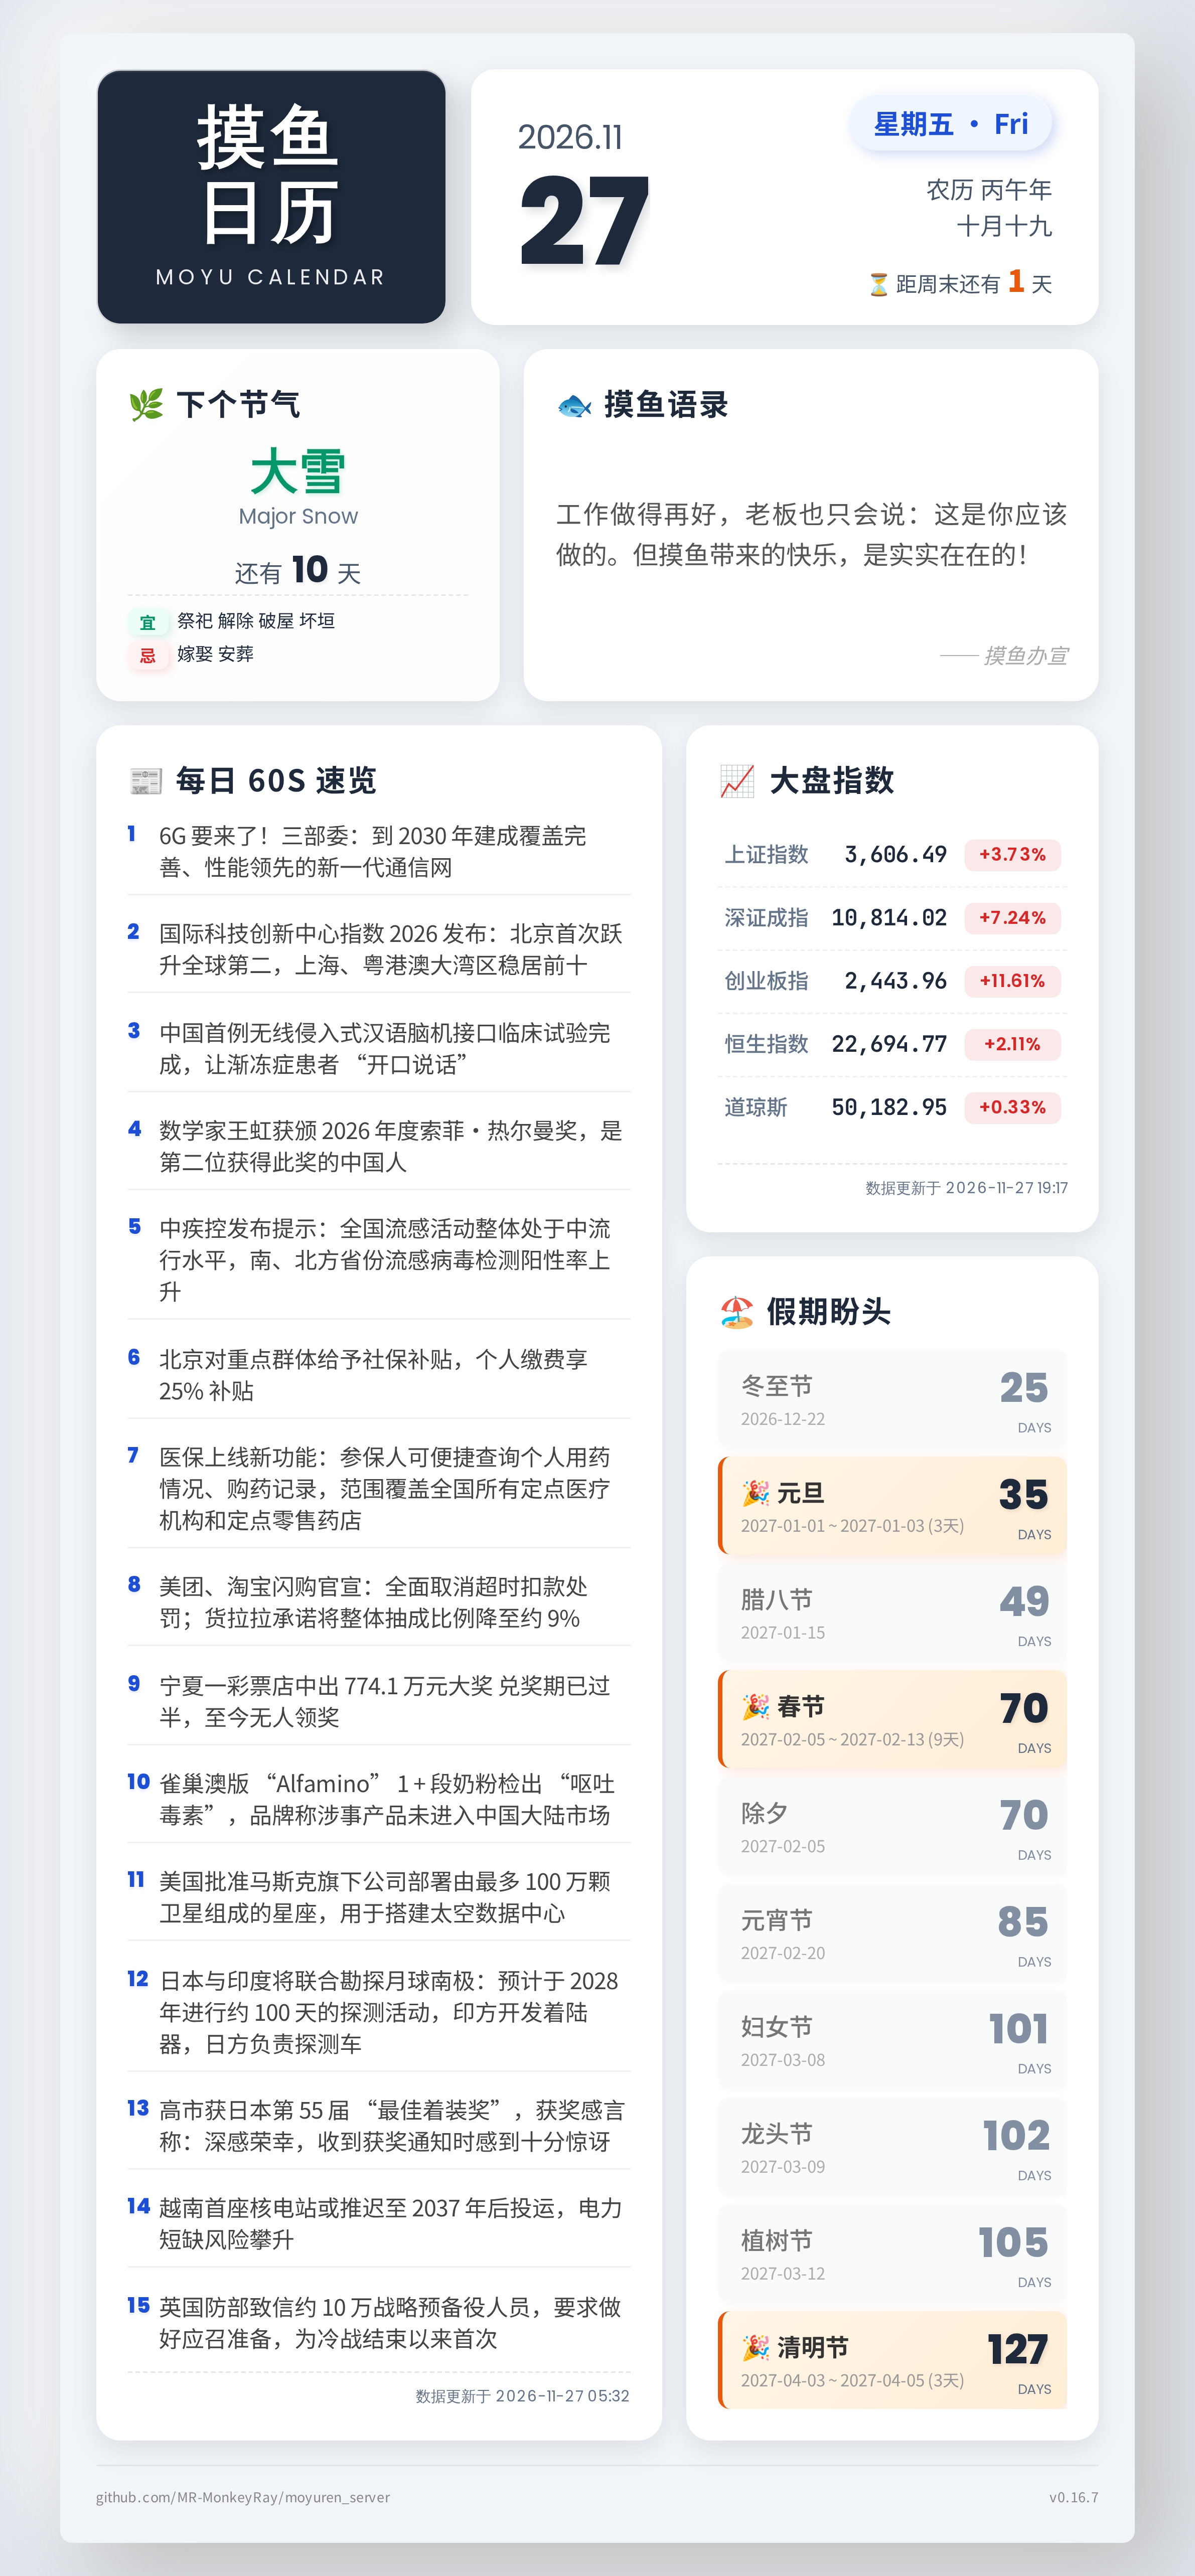 摸鱼
日历
MOYU CALENDAR
2026.11
27
星期五 • Fri
农历 丙午年
十月十九
⏳ 距周末还有 1 天
🌿 下个节气
大雪
Major Snow
还有 10 天
宜 祭祀 解除 破屋 坏垣
忌 嫁娶 安葬
🐟 摸鱼语录
工作做得再好，老板也只会说：这是你应该
做的。但摸鱼带来的快乐，是实实在在的！
—— 摸鱼办宣
📰 每日 60S 速览
1 6G 要来了！三部委：到 2030 年建成覆盖完
善、性能领先的新一代通信网
2 国际科技创新中心指数 2026 发布：北京首次跃
升全球第二，上海、粤港澳大湾区稳居前十
3 中国首例无线侵入式汉语脑机接口临床试验完
成，让渐冻症患者 “开口说话”
4 数学家王虹获颁 2026 年度索菲・热尔曼奖，是
第二位获得此奖的中国人
5 中疾控发布提示：全国流感活动整体处于中流
行水平，南、北方省份流感病毒检测阳性率上
升
6 北京对重点群体给予社保补贴，个人缴费享
25% 补贴
7 医保上线新功能：参保人可便捷查询个人用药
情况、购药记录，范围覆盖全国所有定点医疗
机构和定点零售药店
8 美团、淘宝闪购官宣：全面取消超时扣款处
罚；货拉拉承诺将整体抽成比例降至约 9%
9 宁夏一彩票店中出 774.1 万元大奖 兑奖期已过
半，至今无人领奖
10 雀巢澳版 “Alfamino” 1 + 段奶粉检出 “呕吐
毒素” ，品牌称涉事产品未进入中国大陆市场
11 美国批准马斯克旗下公司部署由最多 100 万颗
卫星组成的星座，用于搭建太空数据中心
12 日本与印度将联合勘探月球南极：预计于 2028
年进行约 100 天的探测活动，印方开发着陆
器，日方负责探测车
13 高市获日本第 55 届 “最佳着装奖” ，获奖感言
称：深感荣幸，收到获奖通知时感到十分惊讶
14 越南首座核电站或推迟至 2037 年后投运，电力
短缺风险攀升
15 英国防部致信约 10 万战略预备役人员，要求做
好应召准备，为冷战结束以来首次
数据更新于 2026-11-27 05:32
📈 大盘指数
上证指数 3,606.49 +3.73%
深证成指 10,814.02 +7.24%
创业板指 2,443.96 +11.61%
恒生指数 22,694.77 +2.11%
道琼斯 50,182.95 +0.33%
数据更新于 2026-11-27 19:17
🏖️ 假期盼头
冬至节
2026-12-22
25
DAYS
🎉 元旦
2027-01-01 ~ 2027-01-03 (3天)
35
DAYS
腊八节
2027-01-15
49
DAYS
🎉 春节
2027-02-05 ~ 2027-02-13 (9天)
70
DAYS
除夕
2027-02-05
70
DAYS
元宵节
2027-02-20
85
DAYS
妇女节
2027-03-08
101
DAYS
龙头节
2027-03-09
102
DAYS
植树节
2027-03-12
105
DAYS
🎉 清明节
2027-04-03 ~ 2027-04-05 (3天)
127
DAYS
github.com/MR-MonkeyRay/moyuren_server
v0.16.7